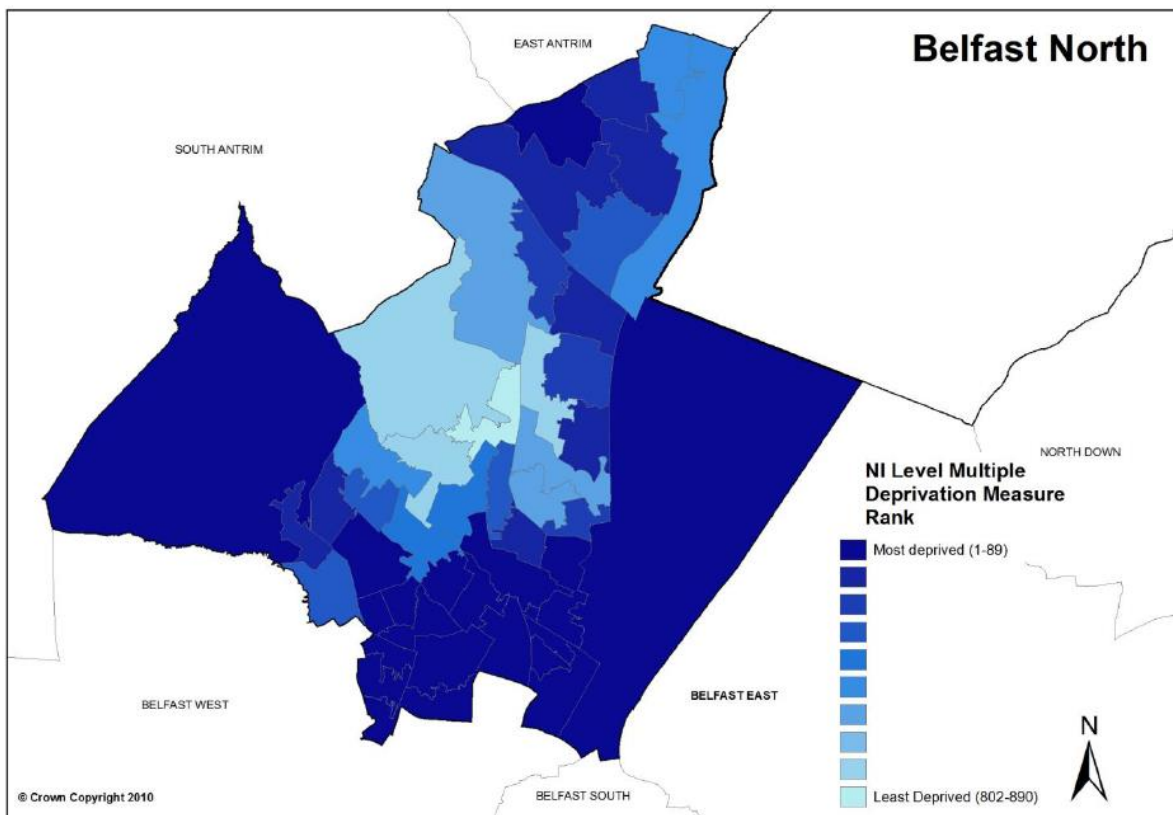 Belfast North
EAST ANTRIM
SOUTH ANTRIM
NORTH DOWN
NI Level Multiple
Deprivation Measure
Rank
Most deprived (1-89)
BELFAST EAST
BELFAST WEST
N
Least Deprived (802-890)
BELFAST SOUTH
© Crown Copyright 2010